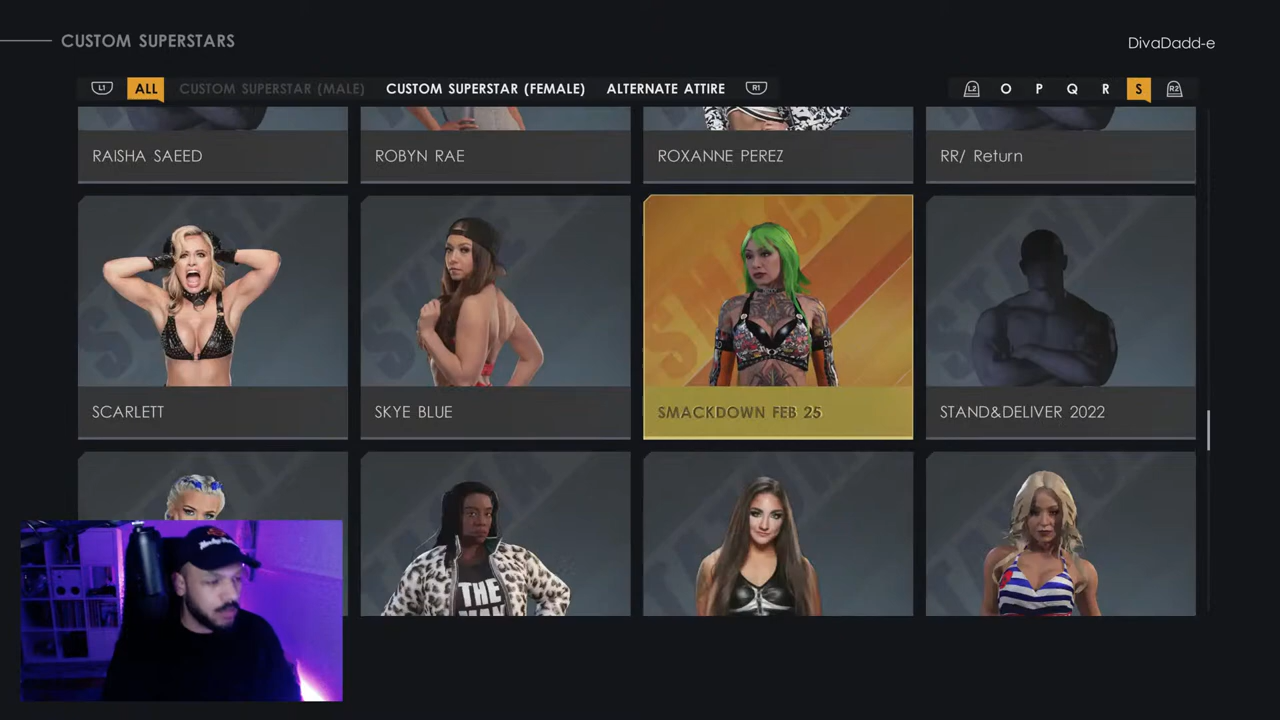 CUSTOM SUPERSTARS
DivaDadd-e
L1 ALL CUSTOM SUPERSTAR (MALE) CUSTOM SUPERSTAR (FEMALE) ALTERNATE ATTIRE R1
L2 O P Q R S R2
RAISHA SAEED
ROBYN RAE
ROXANNE PEREZ
RR/ Return
SCARLETT
SKYE BLUE
SMACKDOWN FEB 25
STAND&DELIVER 2022
THE